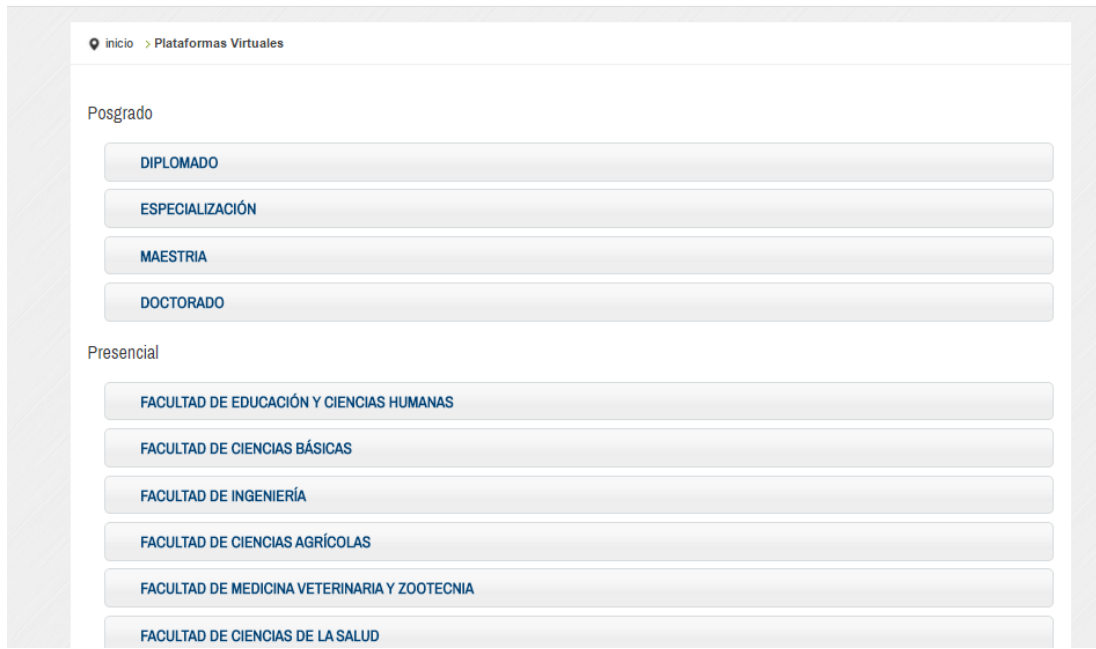 inicio > Plataformas Virtuales
Posgrado
DIPLOMADO
ESPECIALIZACIÓN
MAESTRIA
DOCTORADO
Presencial
FACULTAD DE EDUCACIÓN Y CIENCIAS HUMANAS
FACULTAD DE CIENCIAS BÁSICAS
FACULTAD DE INGENIERÍA
FACULTAD DE CIENCIAS AGRÍCOLAS
FACULTAD DE MEDICINA VETERINARIA Y ZOOTECNIA
FACULTAD DE CIENCIAS DE LA SALUD